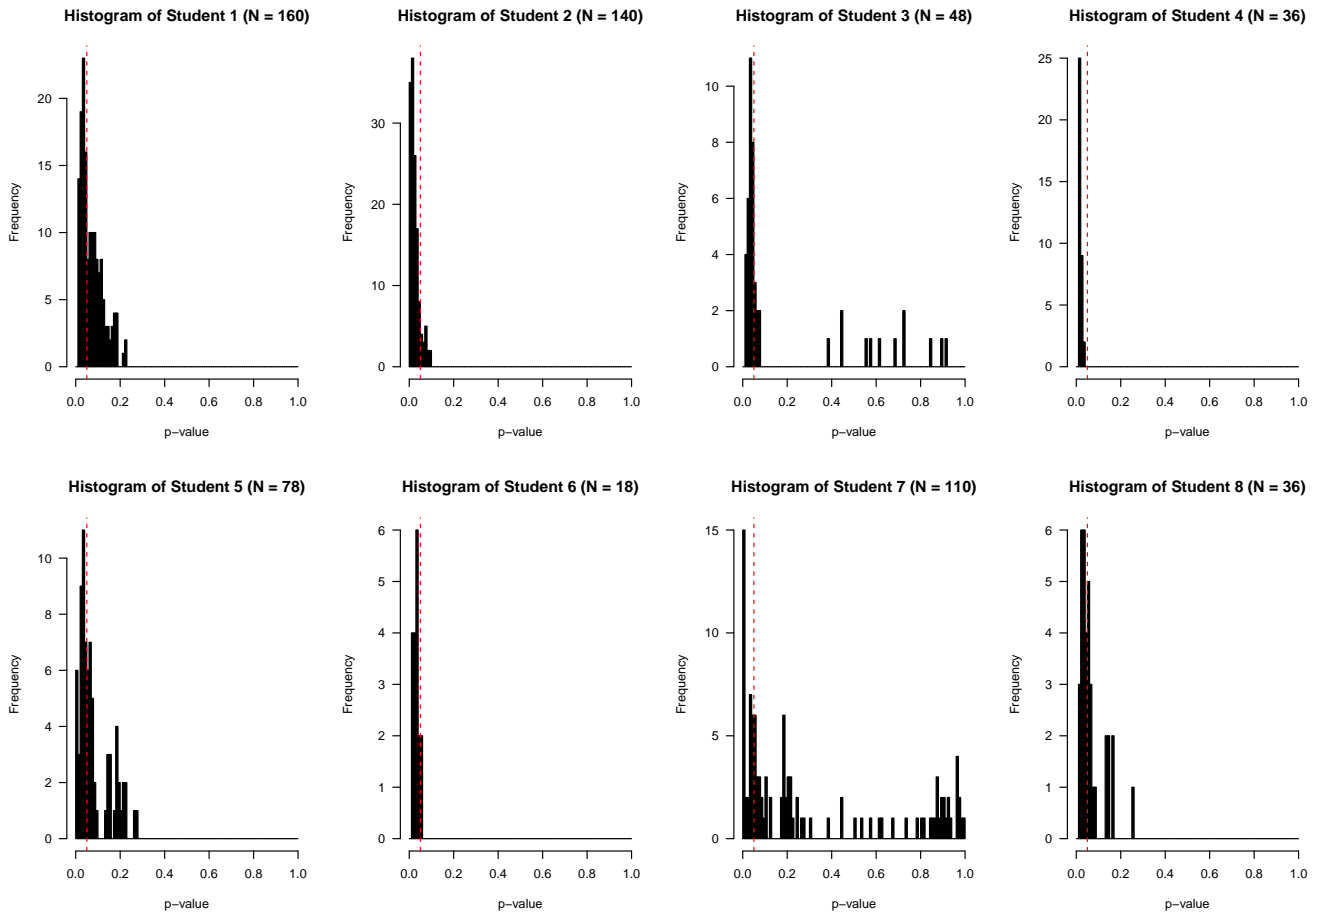 Histogram of Student 1 (N = 160)
Frequency
20
15
10
5
0
0.0 0.2 0.4 0.6 0.8 1.0
p−value
Histogram of Student 2 (N = 140)
Frequency
30
20
10
0
0.0 0.2 0.4 0.6 0.8 1.0
p−value
Histogram of Student 3 (N = 48)
Frequency
10
8
6
4
2
0
0.0 0.2 0.4 0.6 0.8 1.0
p−value
Histogram of Student 4 (N = 36)
Frequency
25
20
15
10
5
0
0.0 0.2 0.4 0.6 0.8 1.0
p−value
Histogram of Student 5 (N = 78)
Frequency
10
8
6
4
2
0
0.0 0.2 0.4 0.6 0.8 1.0
p−value
Histogram of Student 6 (N = 18)
Frequency
6
5
4
3
2
1
0
0.0 0.2 0.4 0.6 0.8 1.0
p−value
Histogram of Student 7 (N = 110)
Frequency
15
10
5
0
0.0 0.2 0.4 0.6 0.8 1.0
p−value
Histogram of Student 8 (N = 36)
Frequency
6
5
4
3
2
1
0
0.0 0.2 0.4 0.6 0.8 1.0
p−value